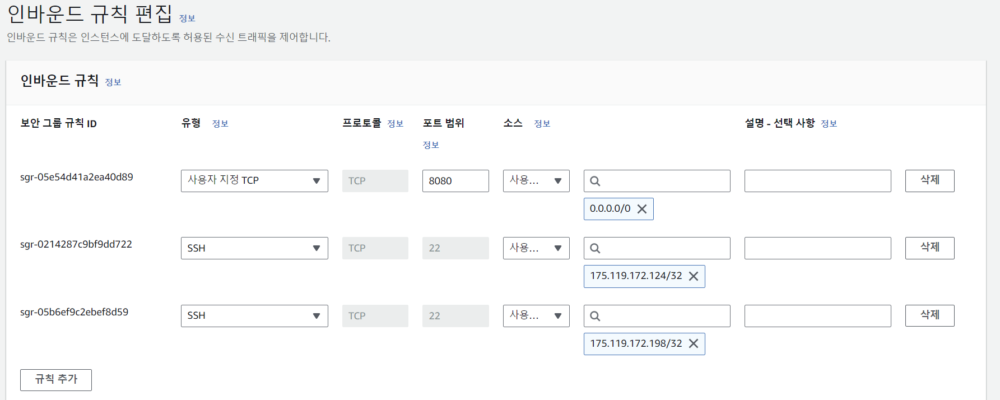 인바운드 규칙 편집 정보
인바운드 규칙은 인스턴스에 도달하도록 허용된 수신 트래픽을 제어합니다.
인바운드 규칙 정보
보안 그룹 규칙 ID 유형 정보 프로토콜 정보 포트 범위 정보 소스 정보 설명 - 선택 사항 정보
sgr-05e54d41a2ea40d89 사용자 지정 TCP TCP 8080 사용... 삭제
0.0.0.0/0
sgr-0214287c9bf9dd722 SSH TCP 22 사용... 삭제
175.119.172.124/32
sgr-05b6ef9c2ebef8d59 SSH TCP 22 사용... 삭제
175.119.172.198/32
규칙 추가